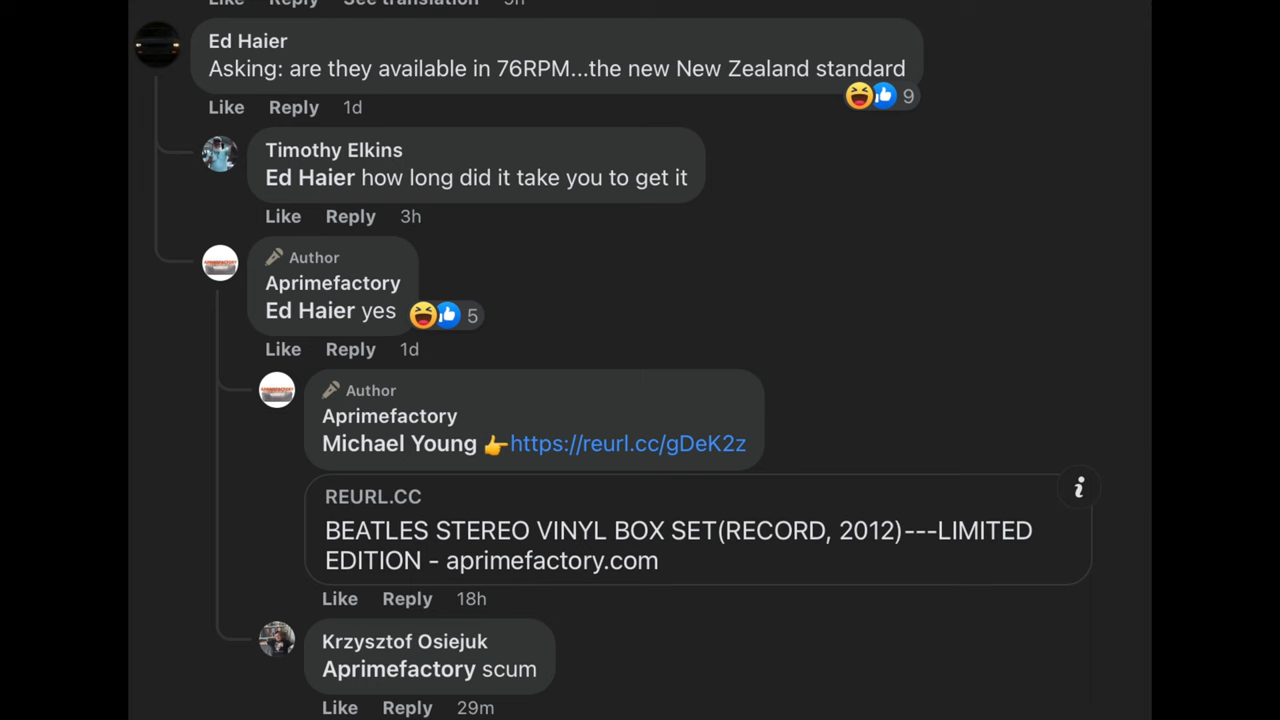 Like Reply See translation 9h
Ed Haier
Asking: are they available in 76RPM...the new New Zealand standard
Like Reply 1d
9
Timothy Elkins
Ed Haier how long did it take you to get it
Like Reply 3h
Author
Aprimefactory
Ed Haier yes
5
Like Reply 1d
Author
Aprimefactory
Michael Young 👉https://reurl.cc/gDeK2z
REURL.CC
BEATLES STEREO VINYL BOX SET(RECORD, 2012)---LIMITED
EDITION - aprimefactory.com
Like Reply 18h
Krzysztof Osiejuk
Aprimefactory scum
Like Reply 29m